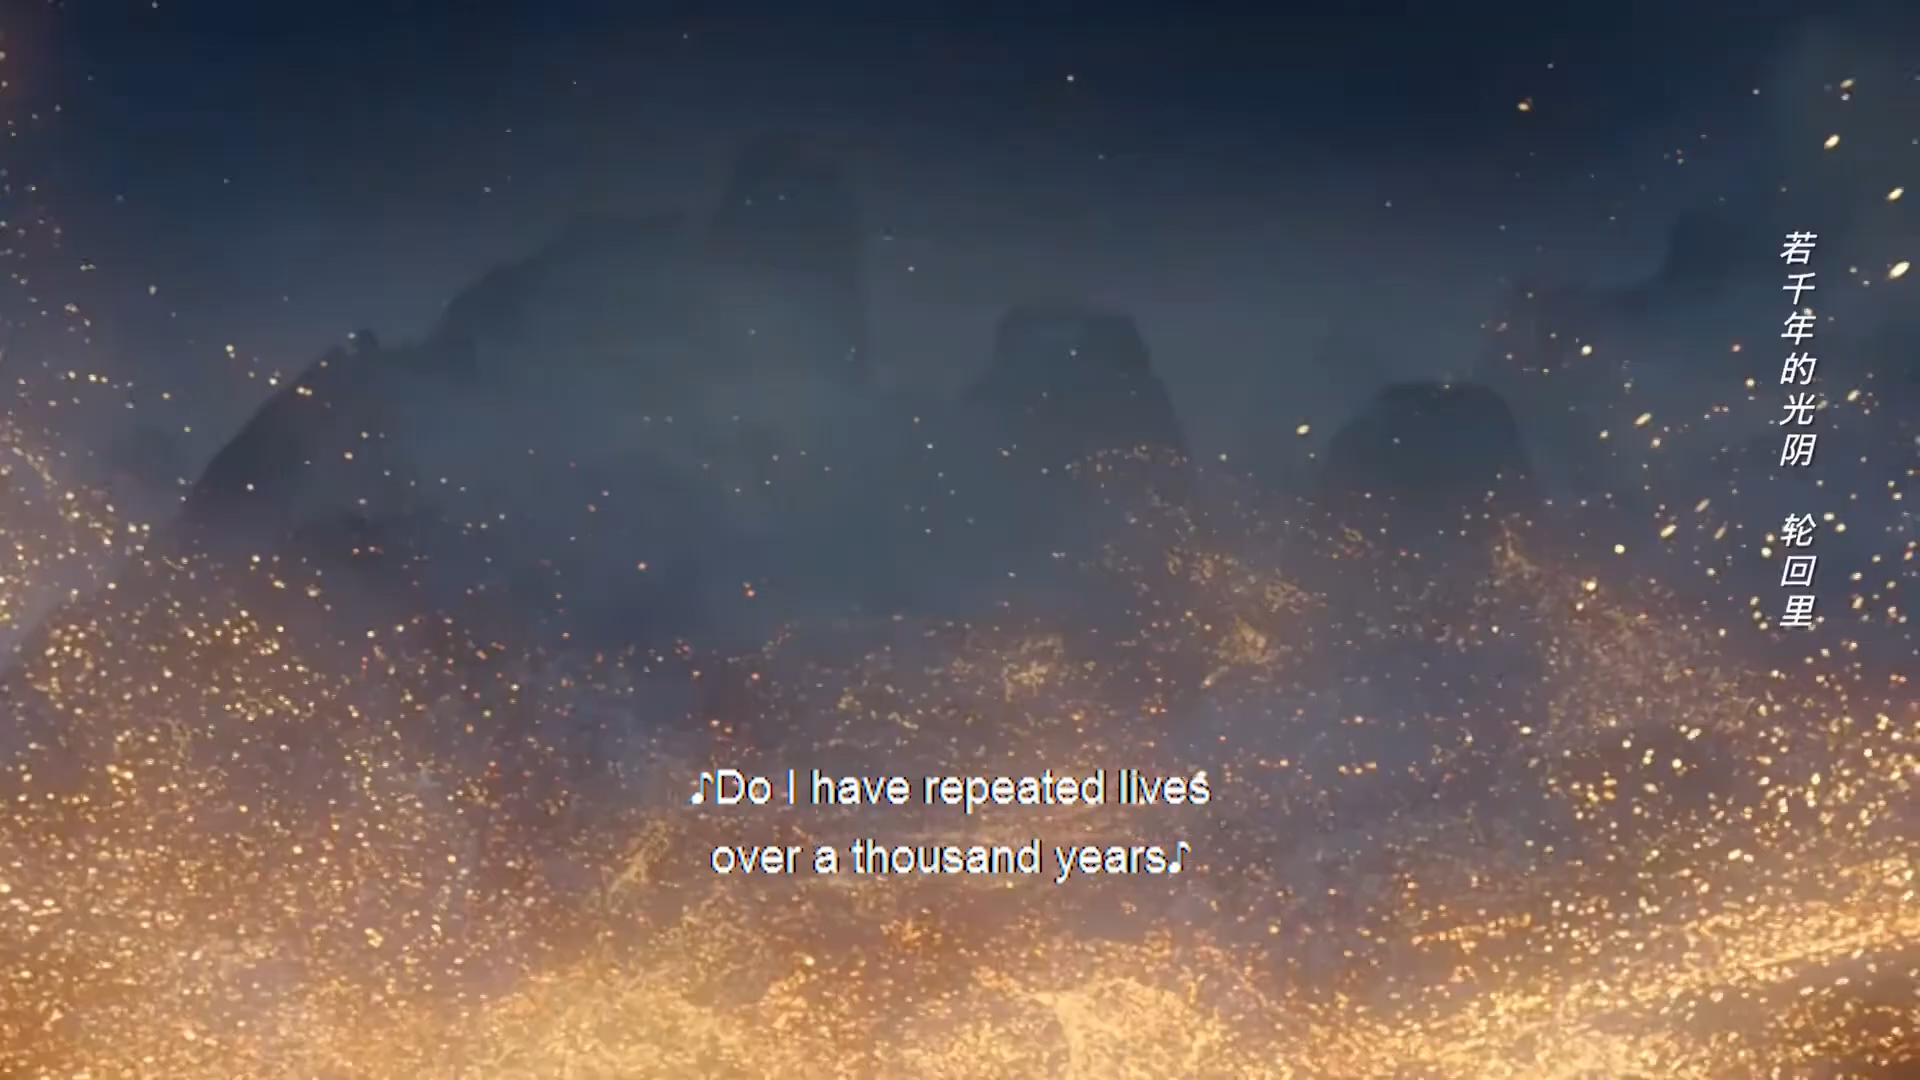 若千年的光阴 轮回里
♪Do I have repeated lives
over a thousand years♪